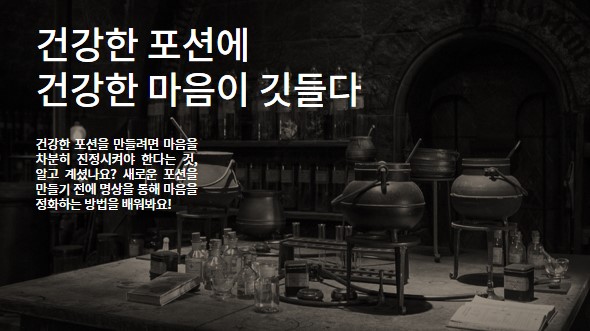 건강한 포션에
건강한 마음이 깃들다
건강한 포션을 만들려면 마음을
차분히 진정시켜야 한다는 것,
알고 계셨나요? 새로운 포션을
만들기 전에 명상을 통해 마음을
정화하는 방법을 배워봐요!